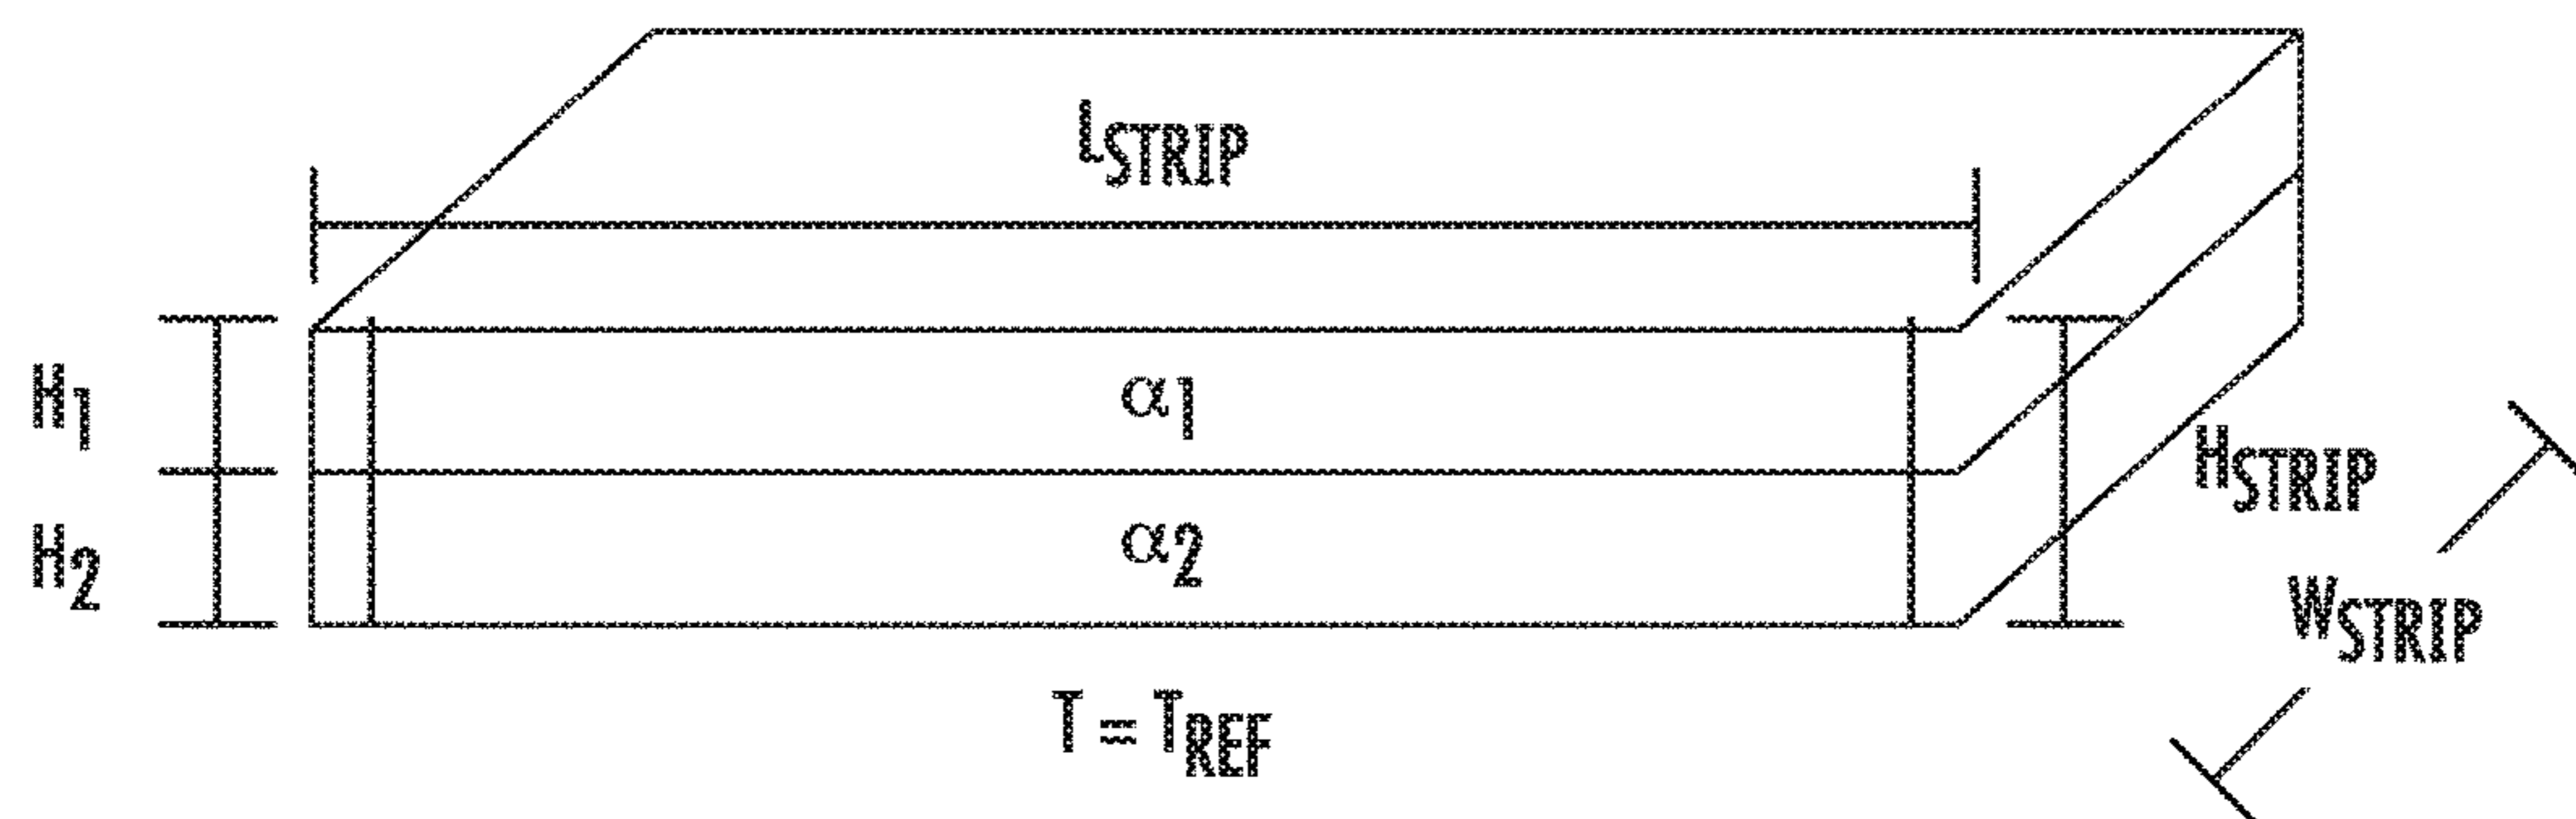 LSTRIP
H1
α1
HSTRIP
H2
α2
WSTRIP
T = TREF